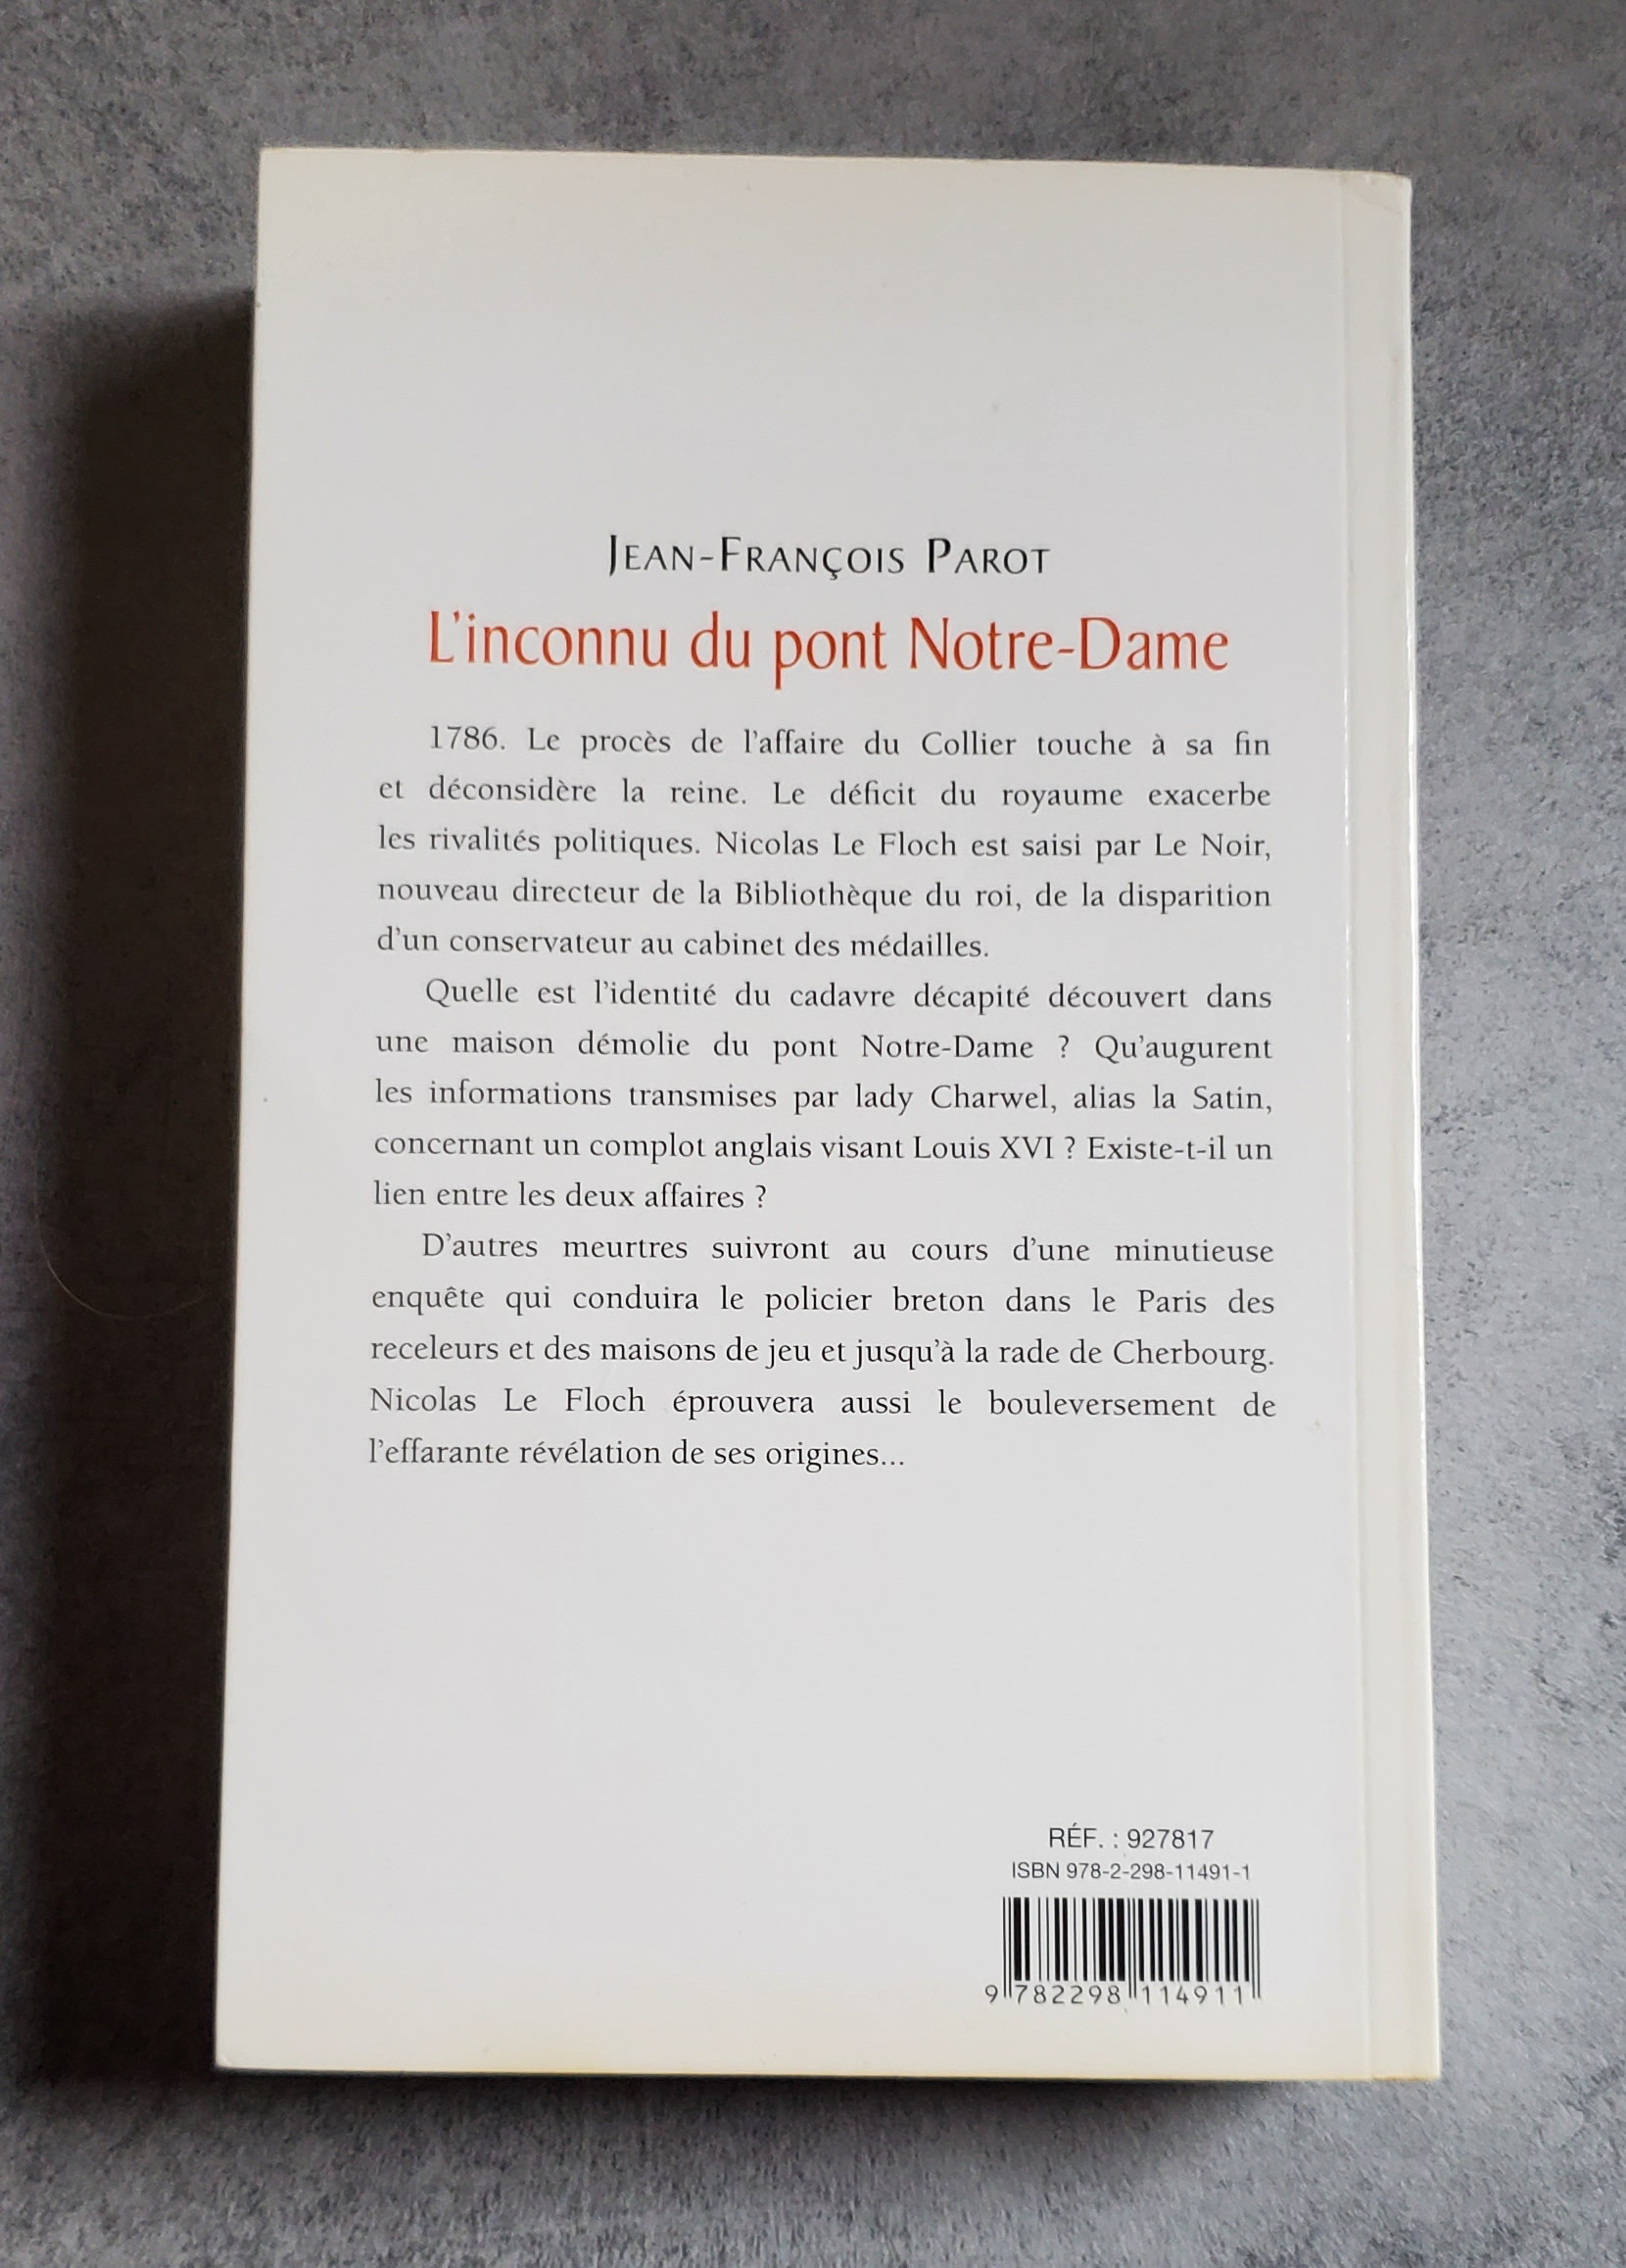 JEAN-FRANÇOIS PAROT
L'inconnu du pont Notre-Dame
1786. Le procès de l'affaire du Collier touche à sa fin
et déconsidère la reine. Le déficit du royaume exacerbe
les rivalités politiques. Nicolas Le Floch est saisi par Le Noir,
nouveau directeur de la Bibliothèque du roi, de la disparition
d'un conservateur au cabinet des médailles.
Quelle est l'identité du cadavre décapité découvert dans
une maison démolie du pont Notre-Dame ? Qu'augurent
les informations transmises par lady Charwel, alias la Satin,
concernant un complot anglais visant Louis XVI ? Existe-t-il un
lien entre les deux affaires ?
D'autres meurtres suivront au cours d'une minutieuse
enquête qui conduira le policier breton dans le Paris des
receleurs et des maisons de jeu et jusqu'à la rade de Cherbourg.
Nicolas Le Floch éprouvera aussi le bouleversement de
l'effarante révélation de ses origines...
RÉF. : 927817
ISBN 978-2-298-11491-1
9 782298 114911